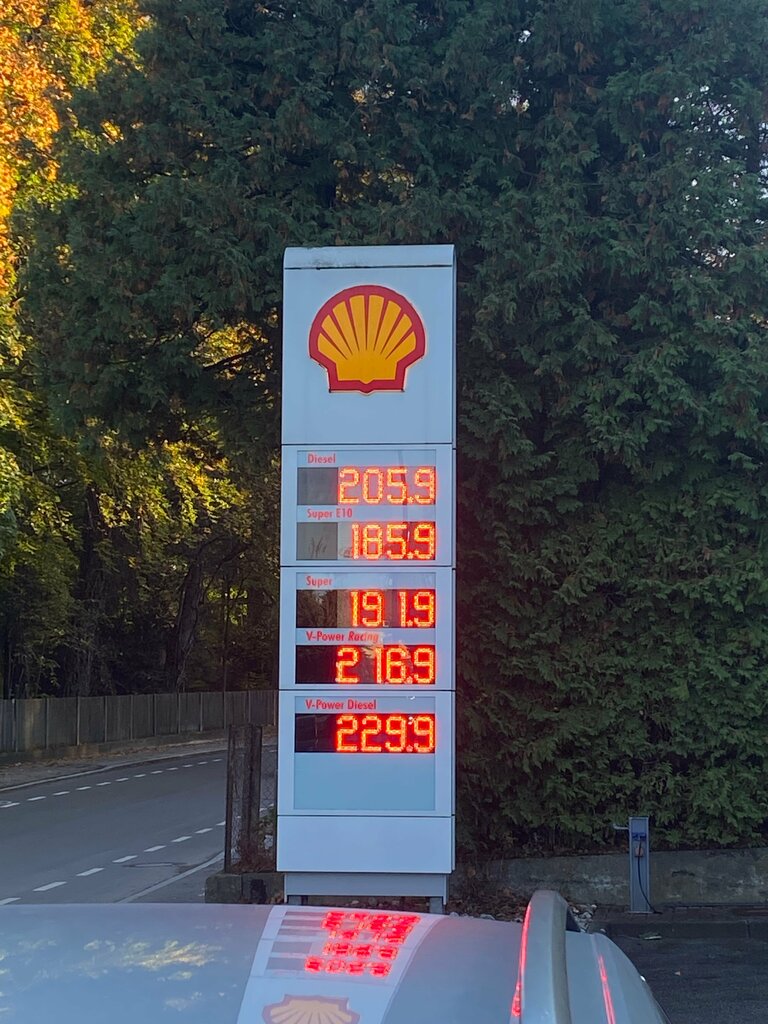 Diesel
205.9
Super E10
185.9
Super
191.9
V-Power Racing
216.9
V-Power Diesel
229.9